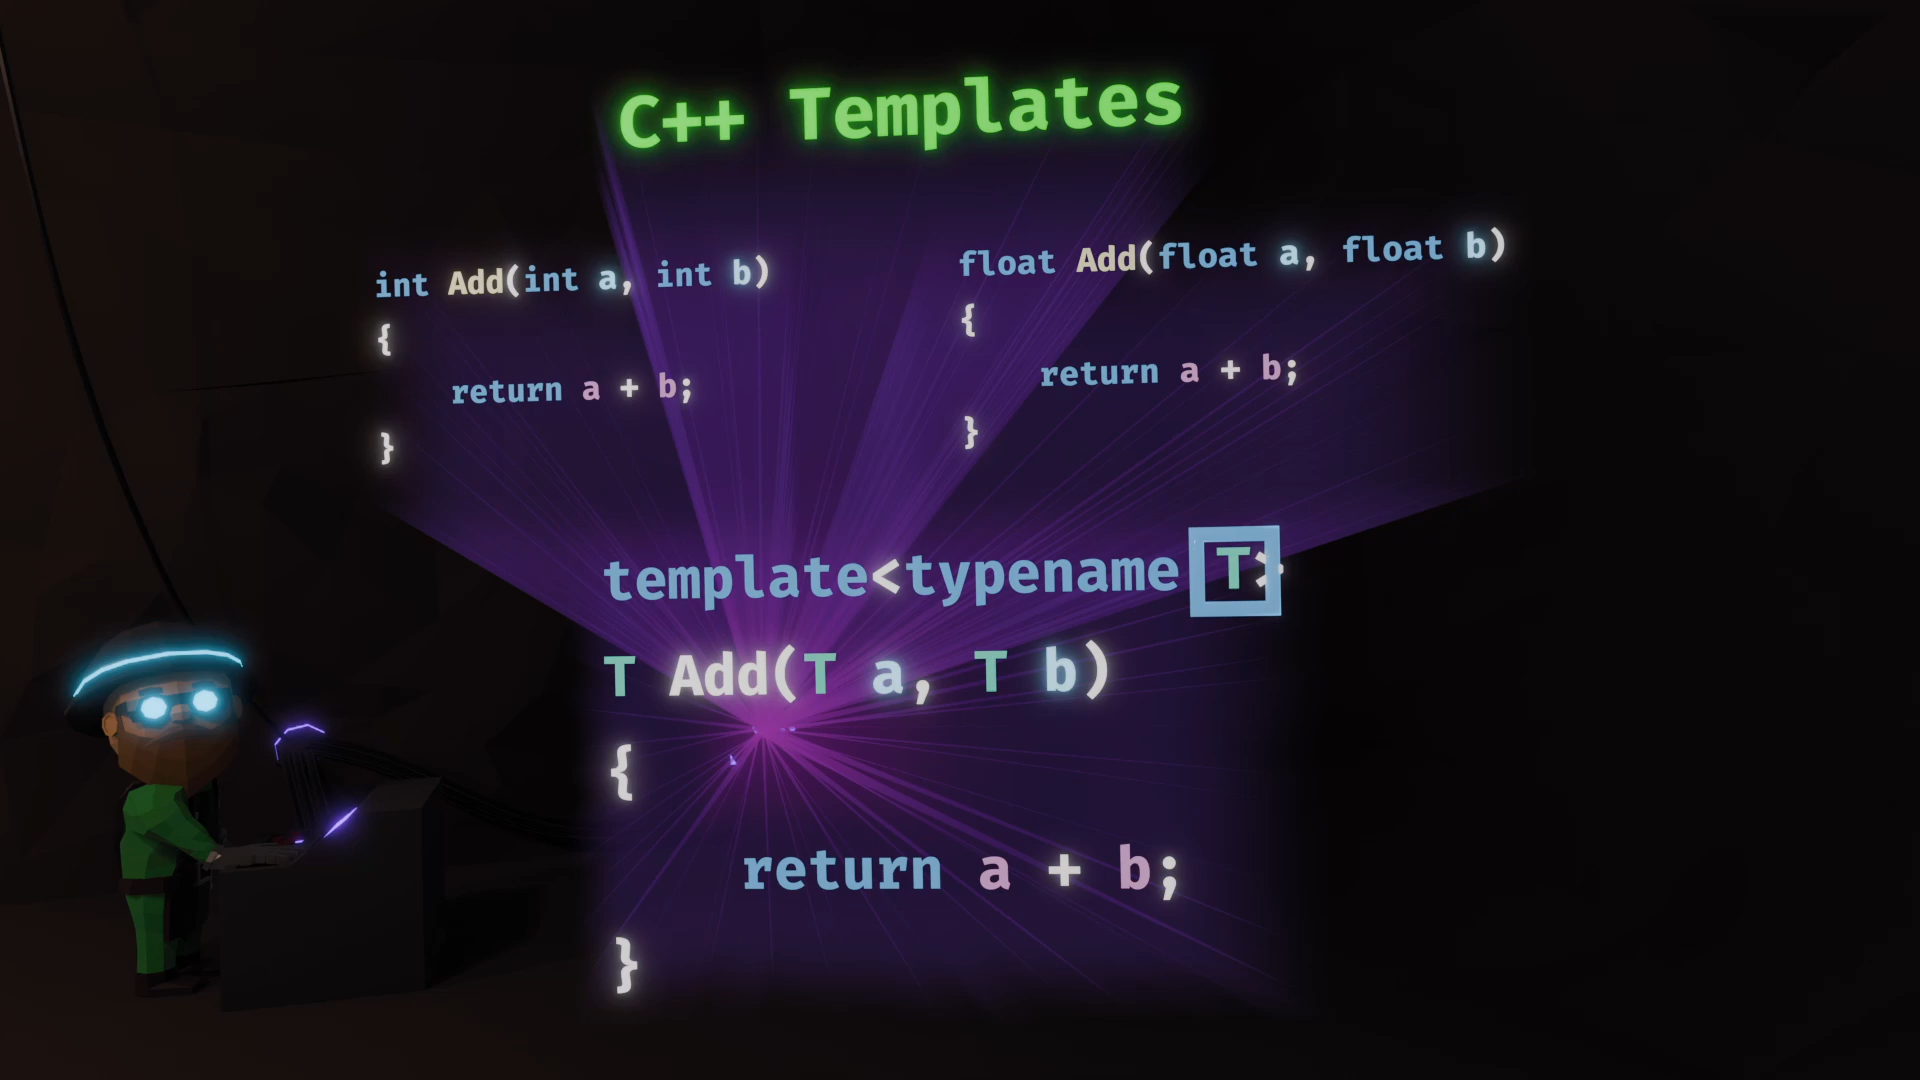 C++ Templates
int Add(int a, int b)
{
return a + b;
}
float Add(float a, float b)
{
return a + b;
}
template<typename T>
T Add(T a, T b)
{
return a + b;
}